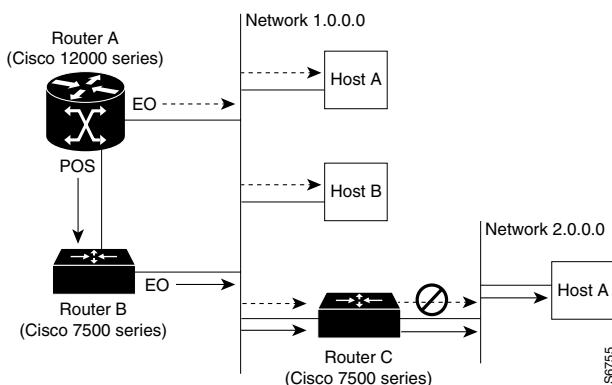 Network 1.0.0.0
Router A
(Cisco 12000 series)
EO
Host A
POS
Host B
Network 2.0.0.0
EO
Host A
Router B
(Cisco 7500 series)
Router C
(Cisco 7500 series)
S6755